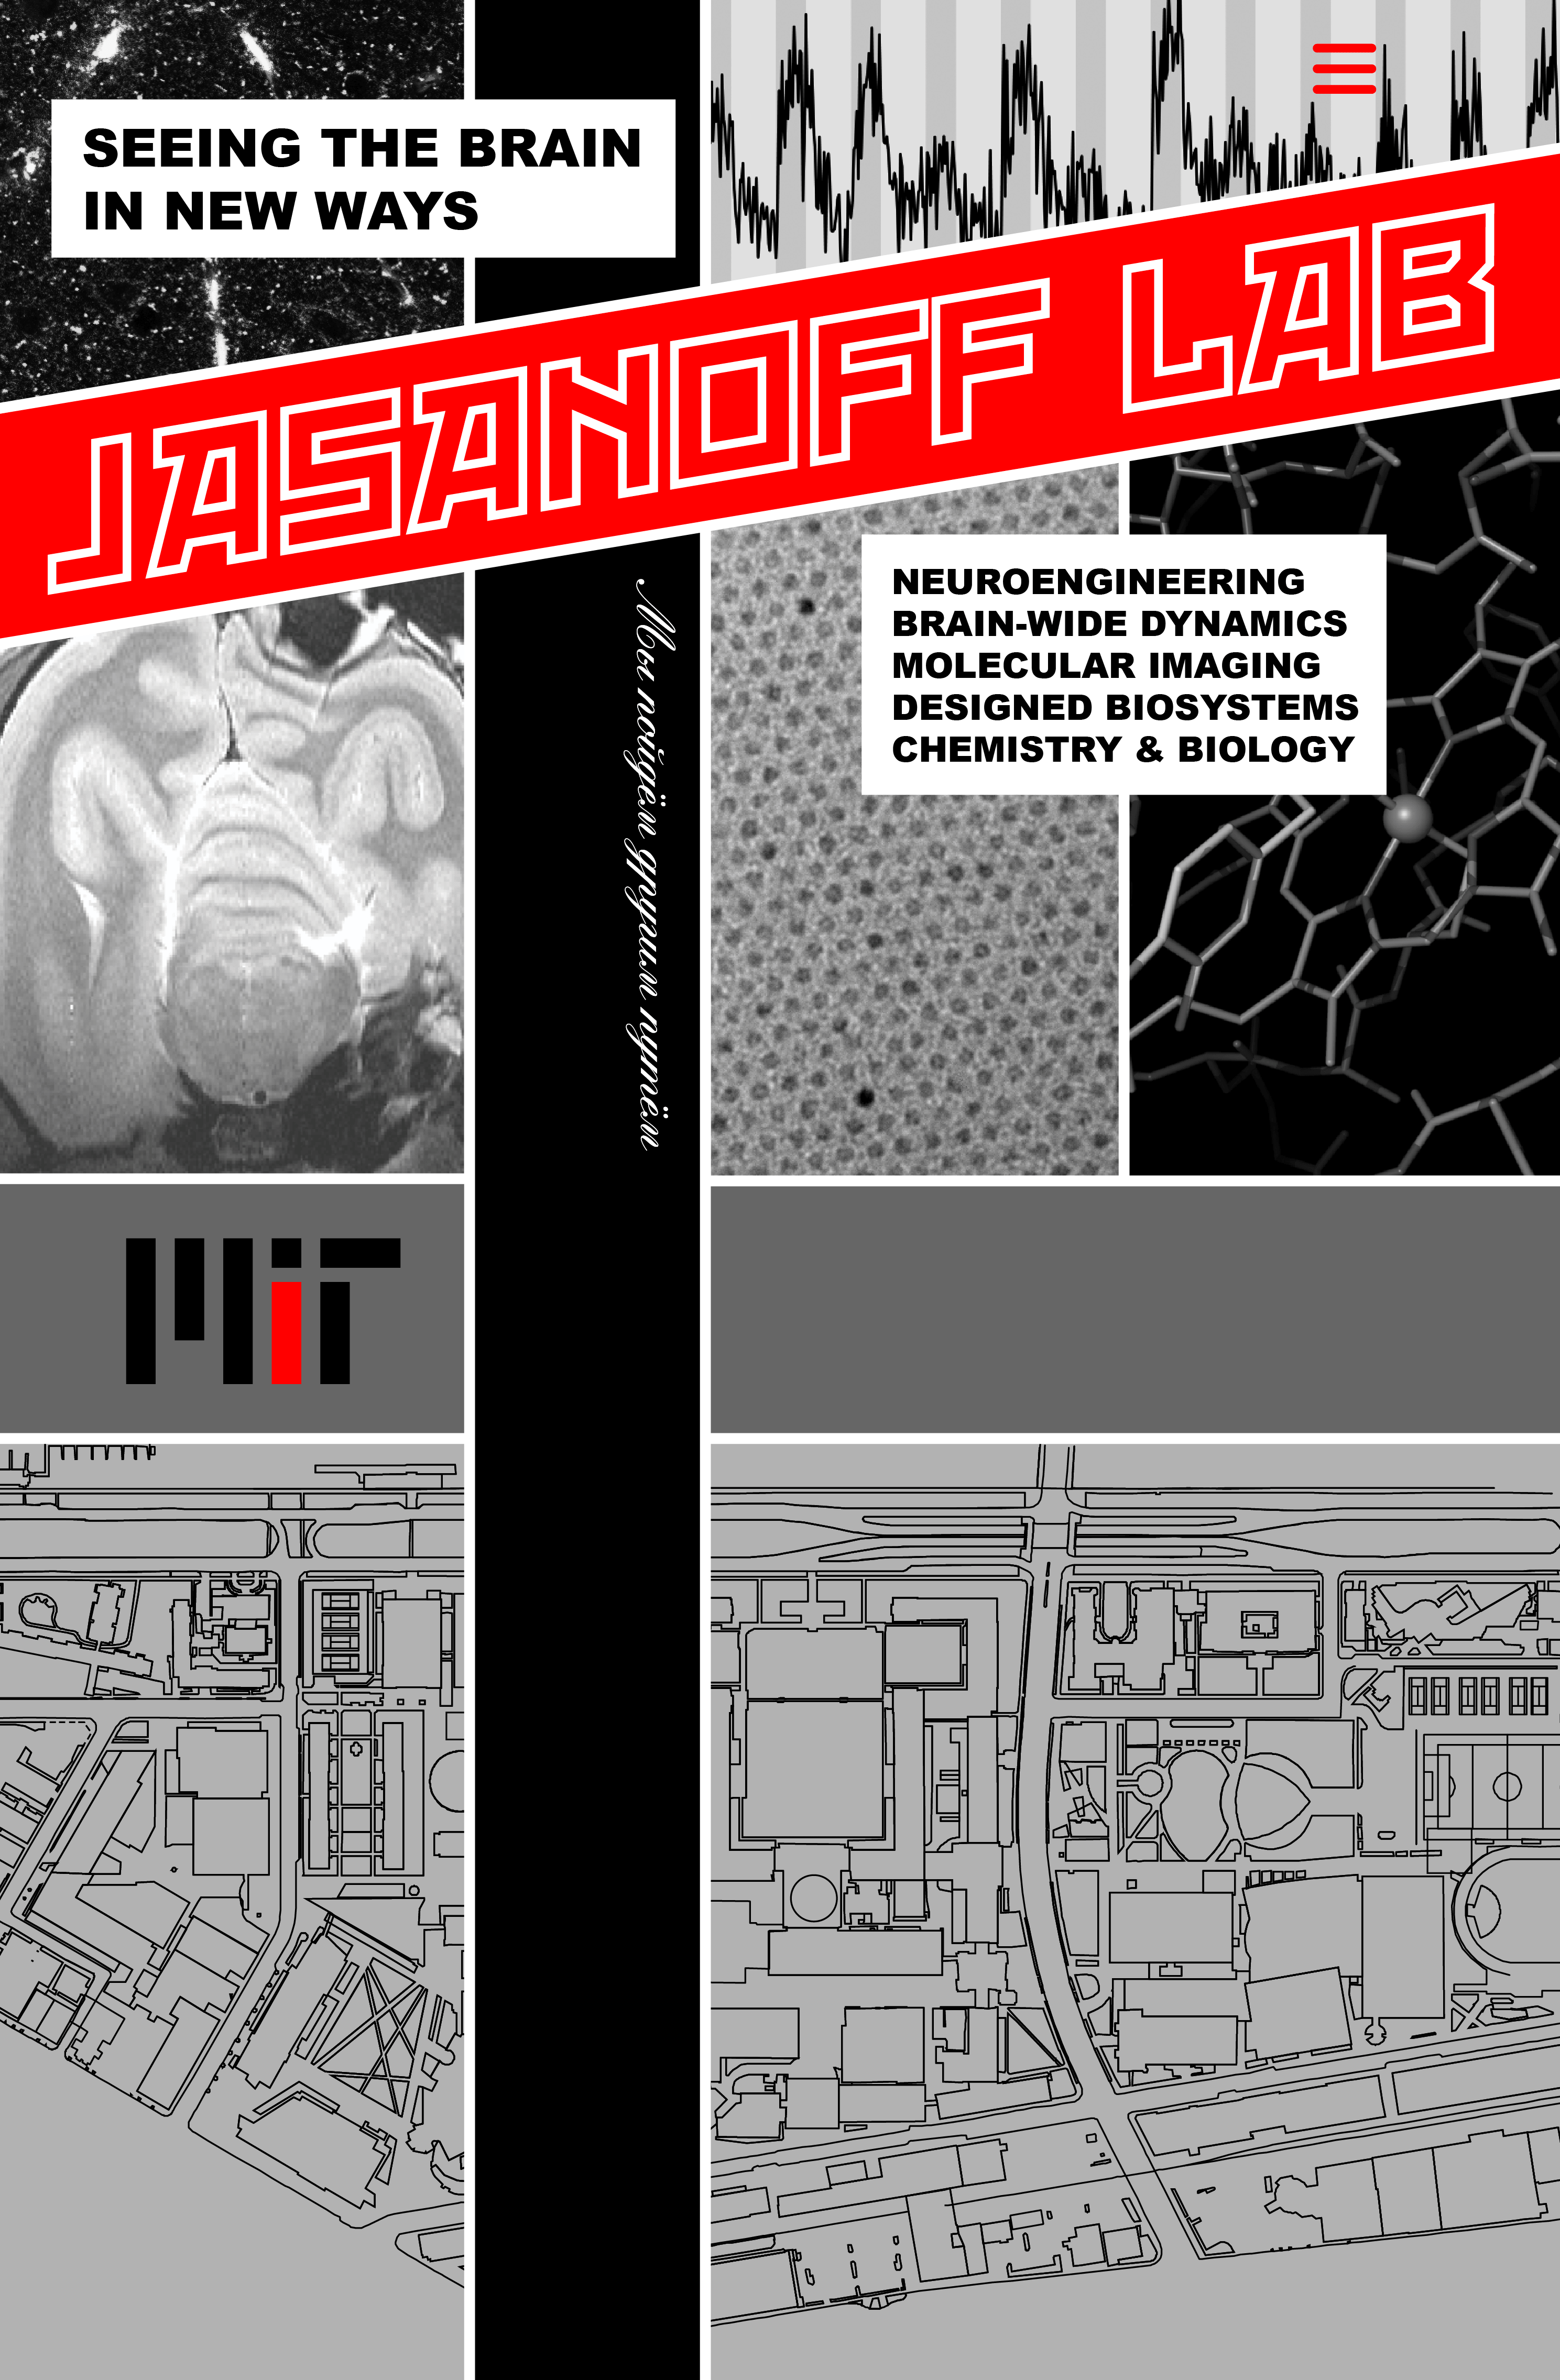 SEEING THE BRAIN
IN NEW WAYS
JASANOFF LAB
NEUROENGINEERING
BRAIN-WIDE DYNAMICS
MOLECULAR IMAGING
DESIGNED BIOSYSTEMS
CHEMISTRY & BIOLOGY
Мы пойдём другим путём
MIT